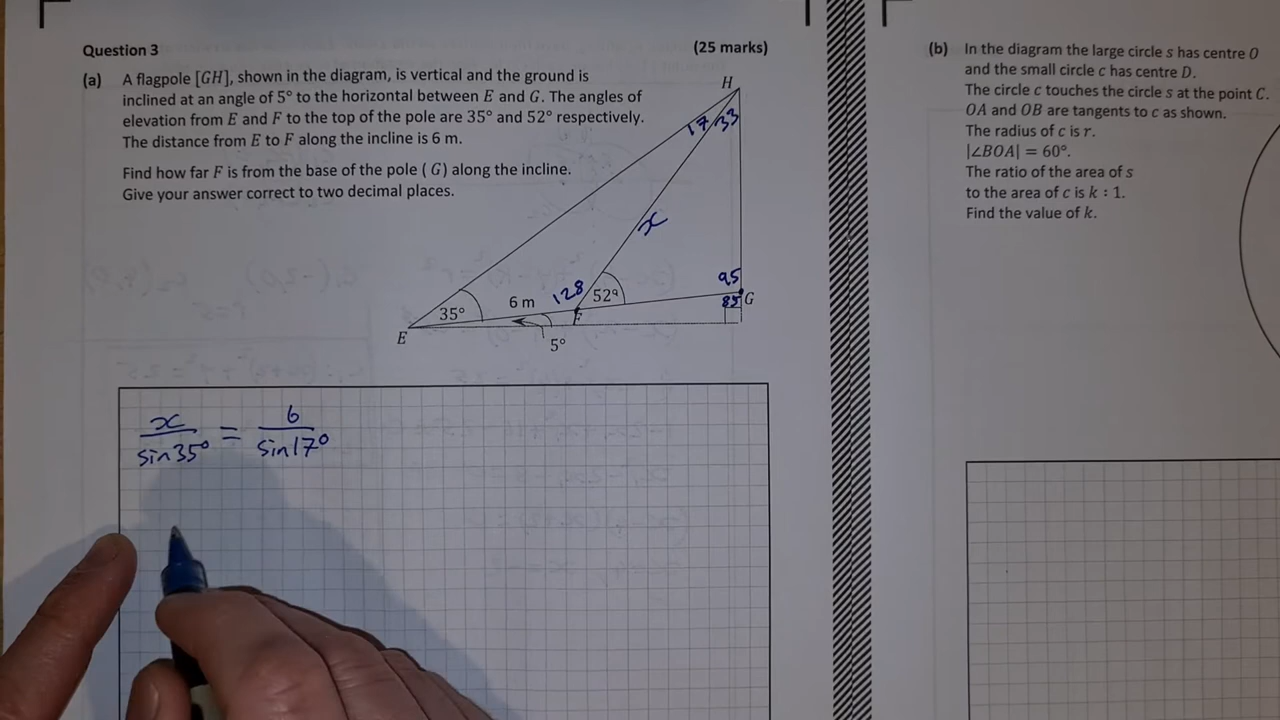 Question 3
(25 marks)
(a) A flagpole [GH], shown in the diagram, is vertical and the ground is
inclined at an angle of 5° to the horizontal between E and G. The angles of
elevation from E and F to the top of the pole are 35° and 52° respectively.
The distance from E to F along the incline is 6 m.
Find how far F is from the base of the pole ( G) along the incline.
Give your answer correct to two decimal places.
H
17 33
x
95
128
52°
6 m
85
G
35°
F
E
5°
x/sin35° = 6/sin17°
(b) In the diagram the large circle s has centre O
and the small circle c has centre D.
The circle c touches the circle s at the point C.
OA and OB are tangents to c as shown.
The radius of c is r.
|∠BOA| = 60°.
The ratio of the area of s
to the area of c is k : 1.
Find the value of k.